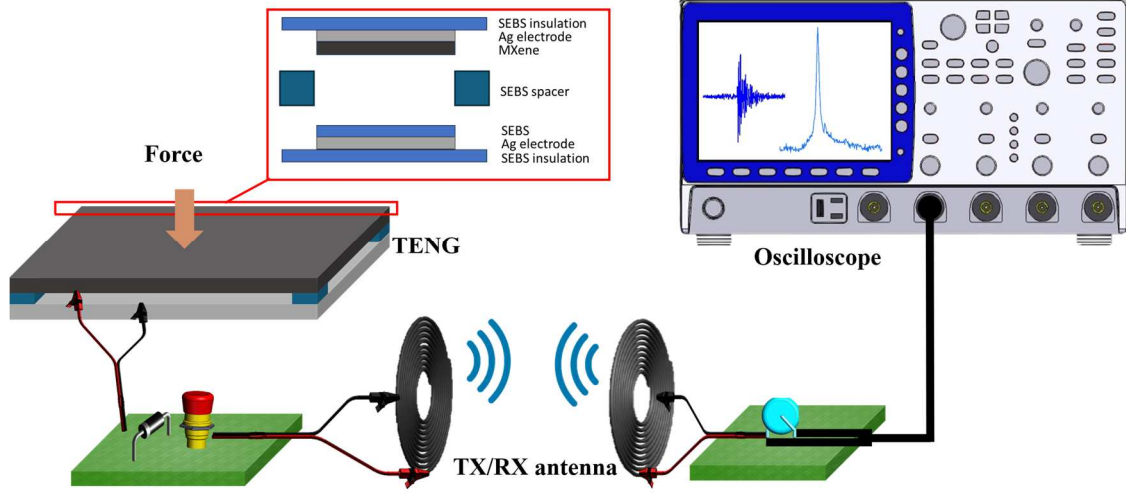 SEBS insulation
Ag electrode
MXene
SEBS spacer
SEBS
Ag electrode
SEBS insulation
Force
TENG
Oscilloscope
TX/RX antenna